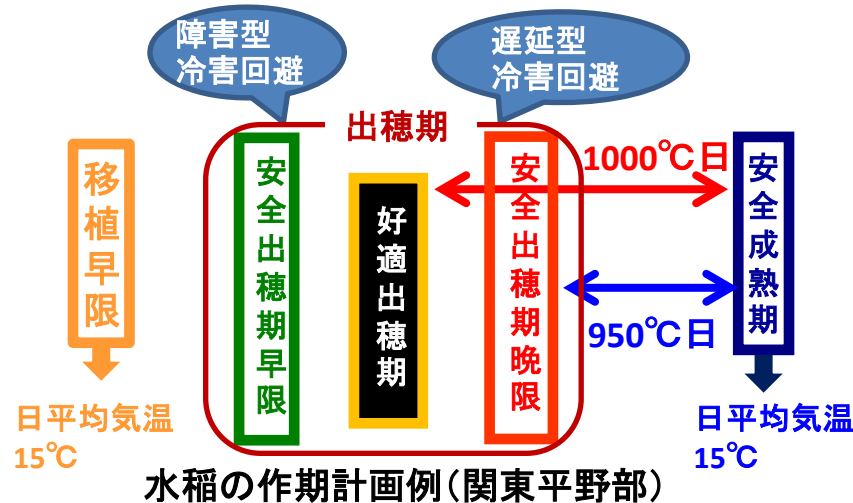 障害型
冷害回避
遅延型
冷害回避
出穂期
移植早限
安全出穂期早限
好適出穂期
安全出穂期晩限
安全成熟期
1000℃日
950℃日
日平均気温
15℃
日平均気温
15℃
水稲の作期計画例(関東平野部)